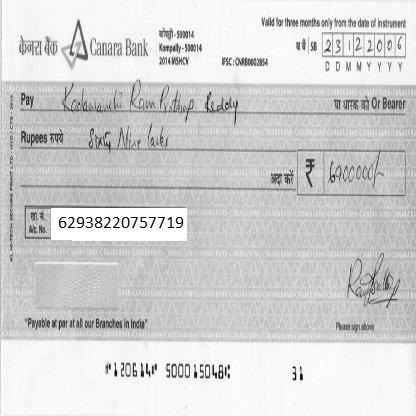 Valid for three months only from the date of instrument
केनरा बैंक Canara Bank
कोंपल्ली - 500014
Kompally - 500014
2014 MSHCV
IFSC : CNRB0002854
SB 23122006
D D M M Y Y Y Y
Pay Prathap Reddy या धारक को Or Bearer
Rupees रुपये Sixty Nine lacks
अदा करें ₹ 6900000/-
खा. सं.
A/c. No. 62938220757719
"Payable at par at all our Branches in India"
Please sign above
"120614" 500015048 31